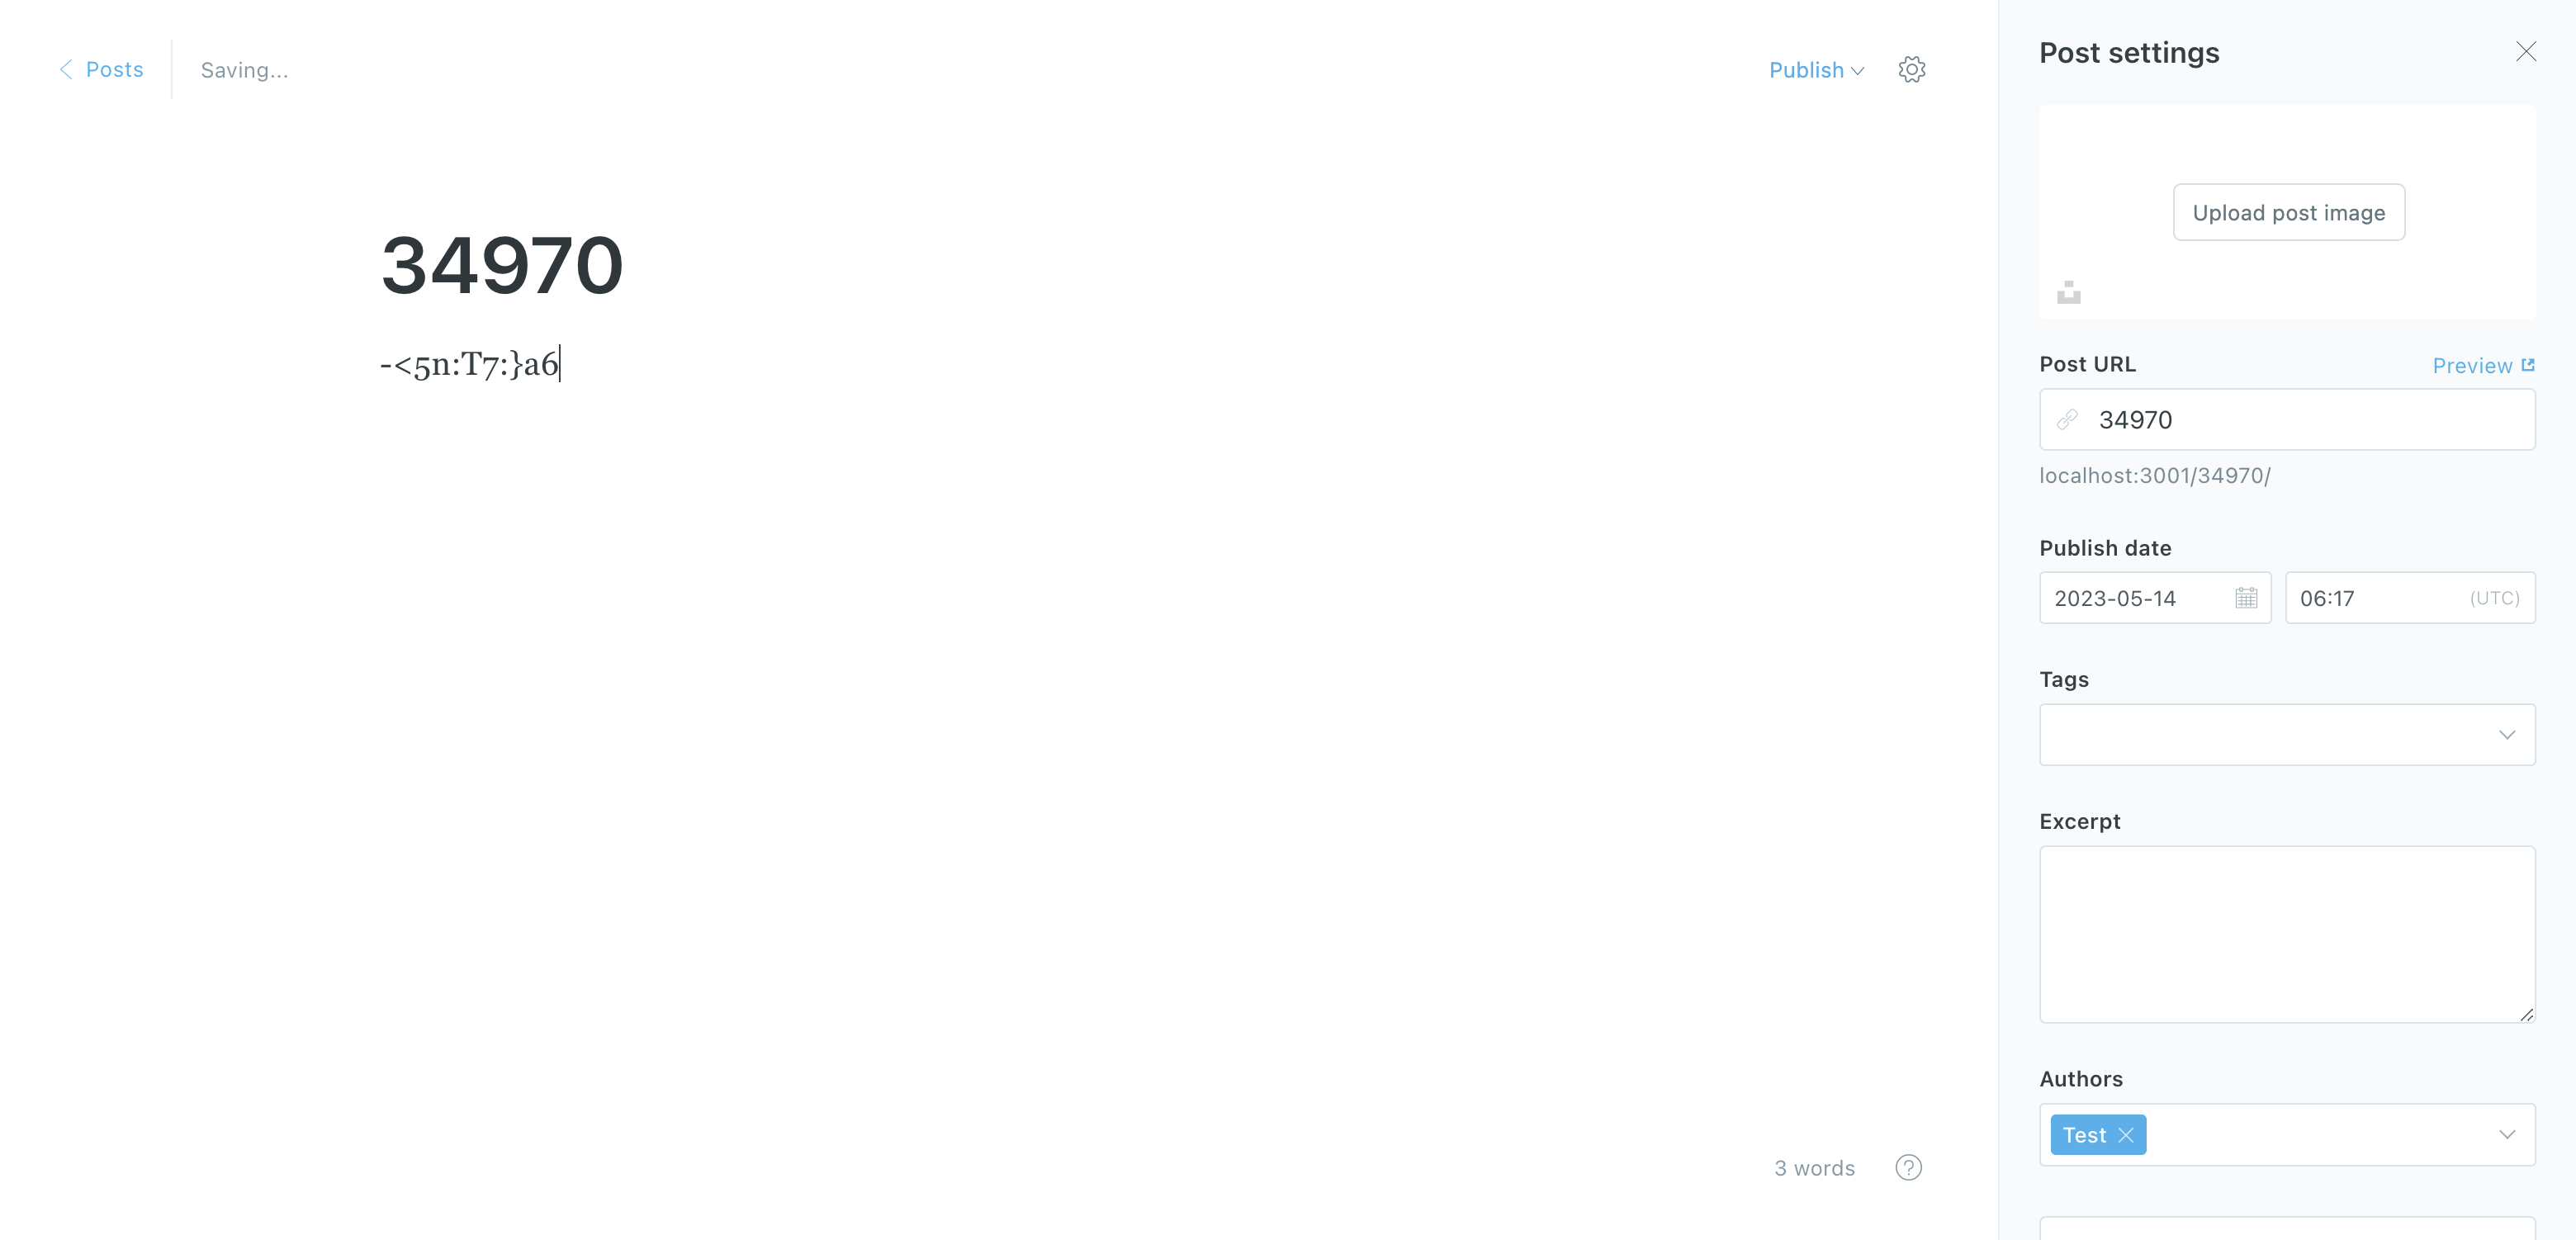 Posts
Saving...
Publish
34970
-<5n:T7:}a6
3 words
?
Post settings
Upload post image
Post URL
Preview
34970
localhost:3001/34970/
Publish date
2023-05-14
06:17 (UTC)
Tags
Excerpt
Authors
Test